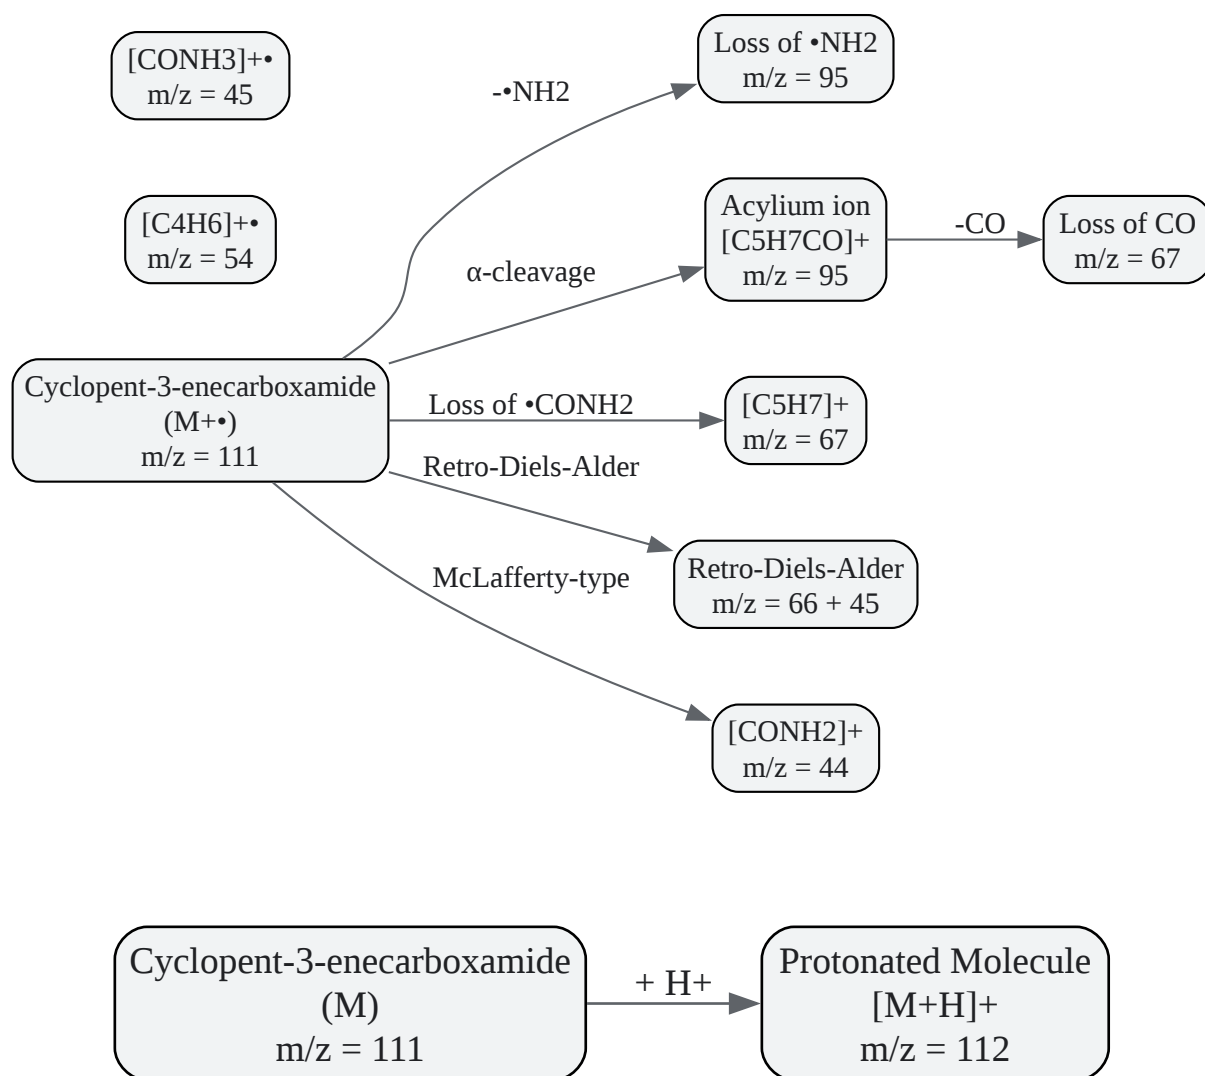 [CONH3]+•
m/z = 45
[C4H6]+•
m/z = 54
Cyclopent-3-enecarboxamide
(M+•)
m/z = 111
-•NH2
Loss of •NH2
m/z = 95
α-cleavage
Acylium ion
[C5H7CO]+
m/z = 95
-CO
Loss of CO
m/z = 67
Loss of •CONH2
[C5H7]+
m/z = 67
Retro-Diels-Alder
Retro-Diels-Alder
m/z = 66 + 45
McLafferty-type
[CONH2]+
m/z = 44
Cyclopent-3-enecarboxamide
(M)
m/z = 111
+ H+
Protonated Molecule
[M+H]+
m/z = 112